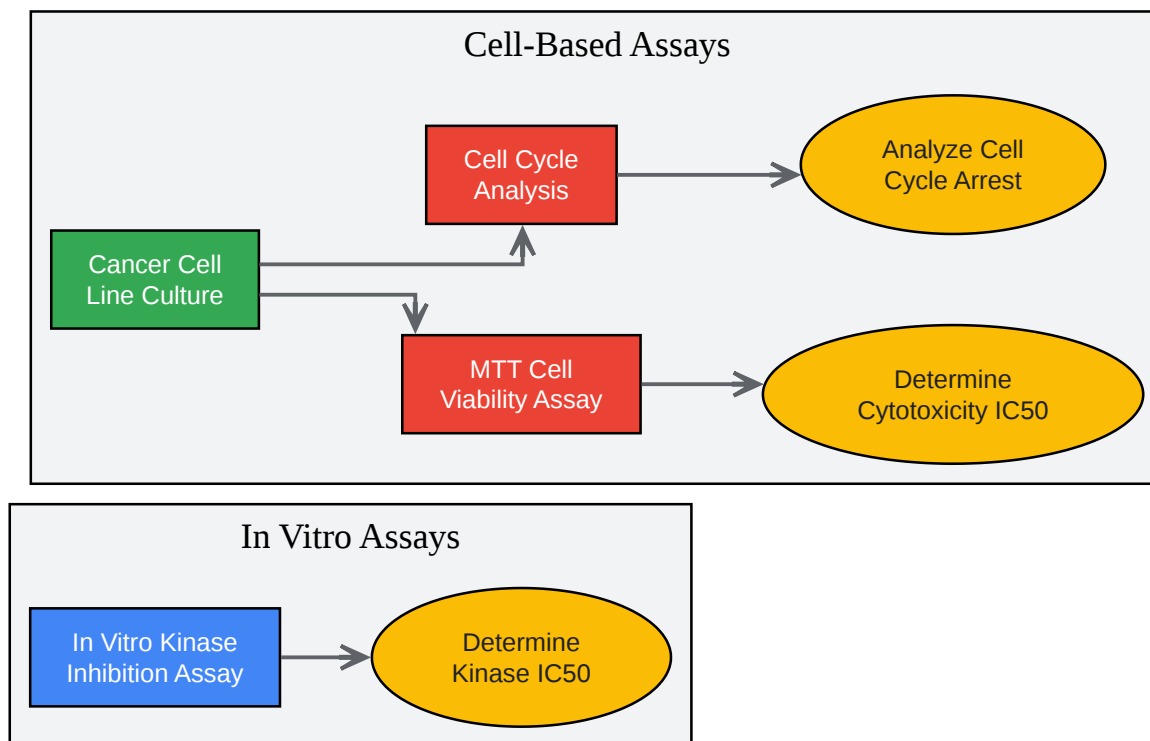 Cell-Based Assays
Cell Cycle
Analysis
Analyze Cell
Cycle Arrest
Cancer Cell
Line Culture
MTT Cell
Viability Assay
Determine
Cytotoxicity IC50
In Vitro Assays
In Vitro Kinase
Inhibition Assay
Determine
Kinase IC50